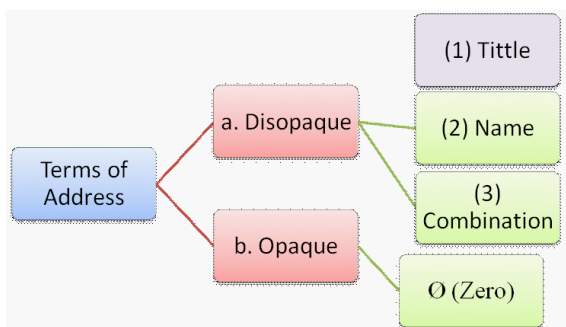 Terms of
Address
a. Disopaque
b. Opaque
(1) Tittle
(2) Name
(3)
Combination
Ø (Zero)